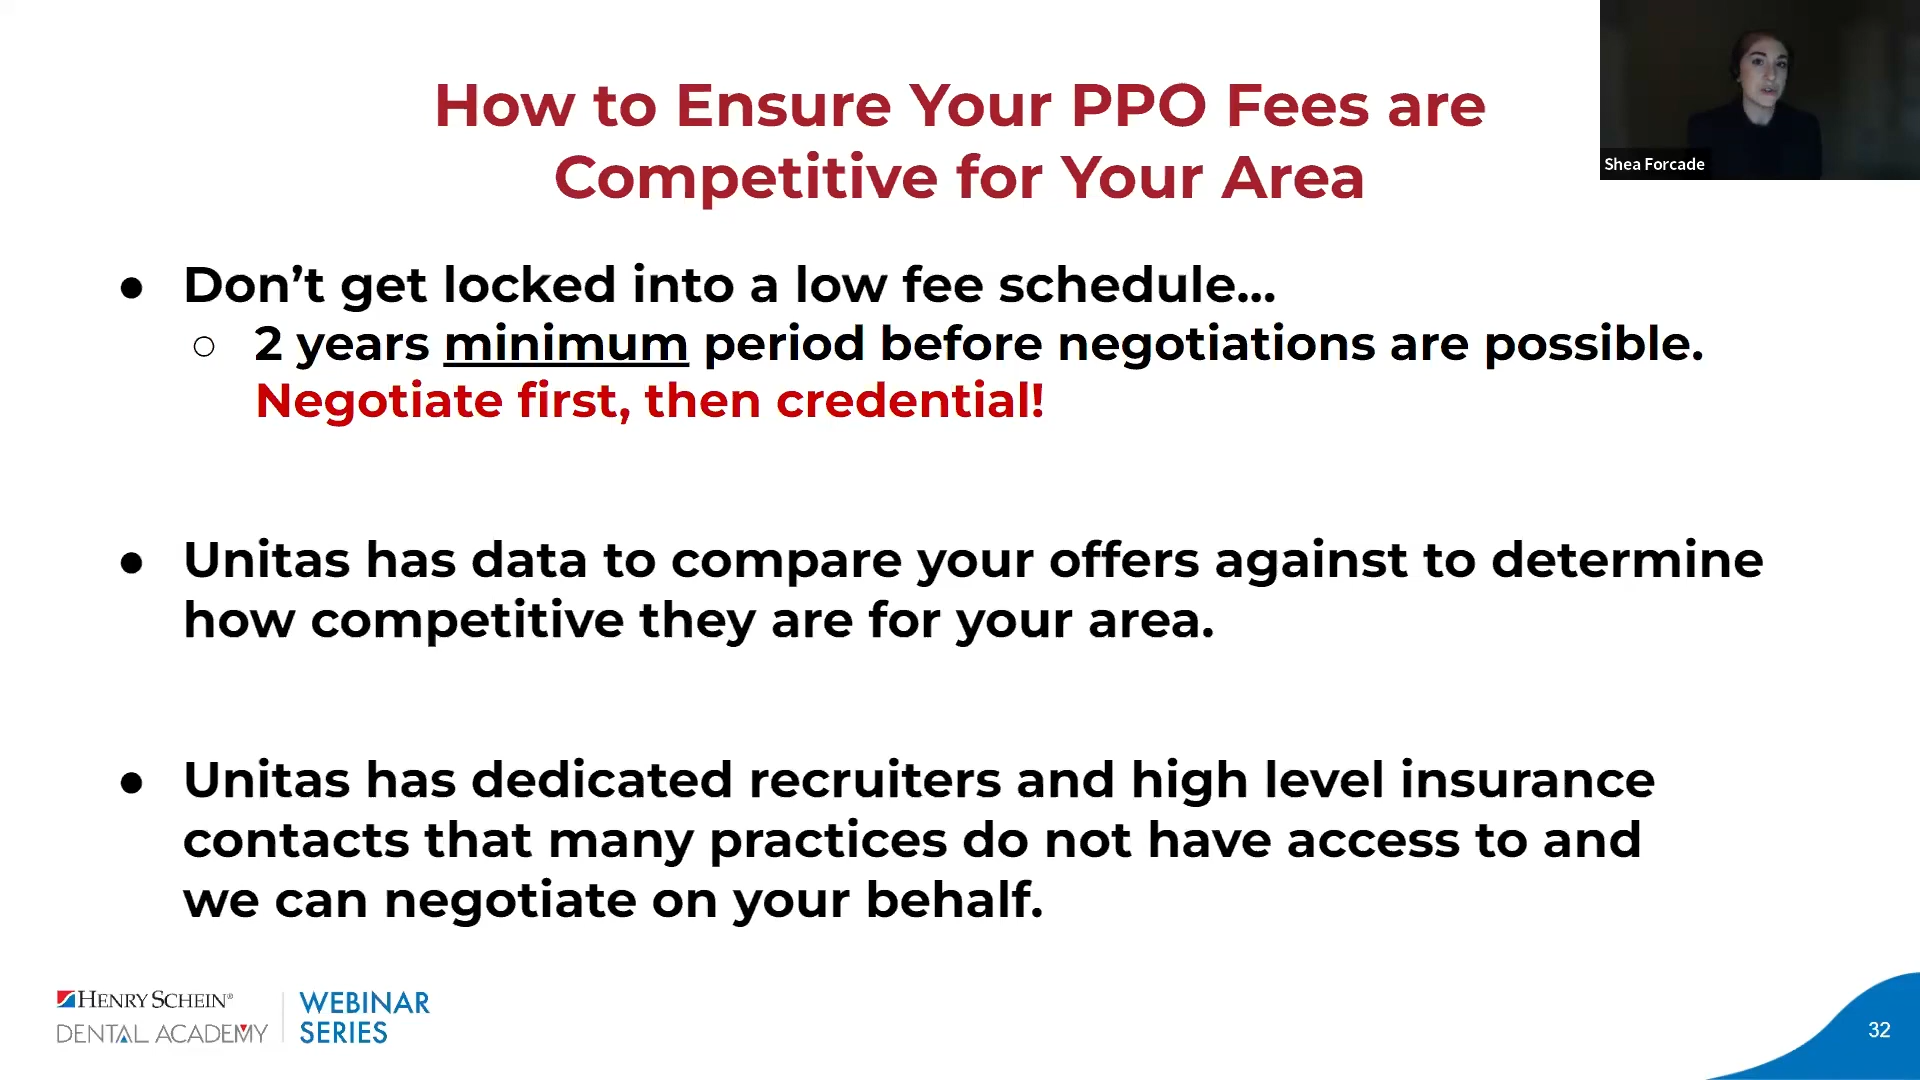 How to Ensure Your PPO Fees are
Competitive for Your Area
Shea Forcade
● Don’t get locked into a low fee schedule...
○ 2 years minimum period before negotiations are possible.
Negotiate first, then credential!
● Unitas has data to compare your offers against to determine
how competitive they are for your area.
● Unitas has dedicated recruiters and high level insurance
contacts that many practices do not have access to and
we can negotiate on your behalf.
HENRY SCHEIN®
DENTAL ACADEMY
WEBINAR
SERIES
32